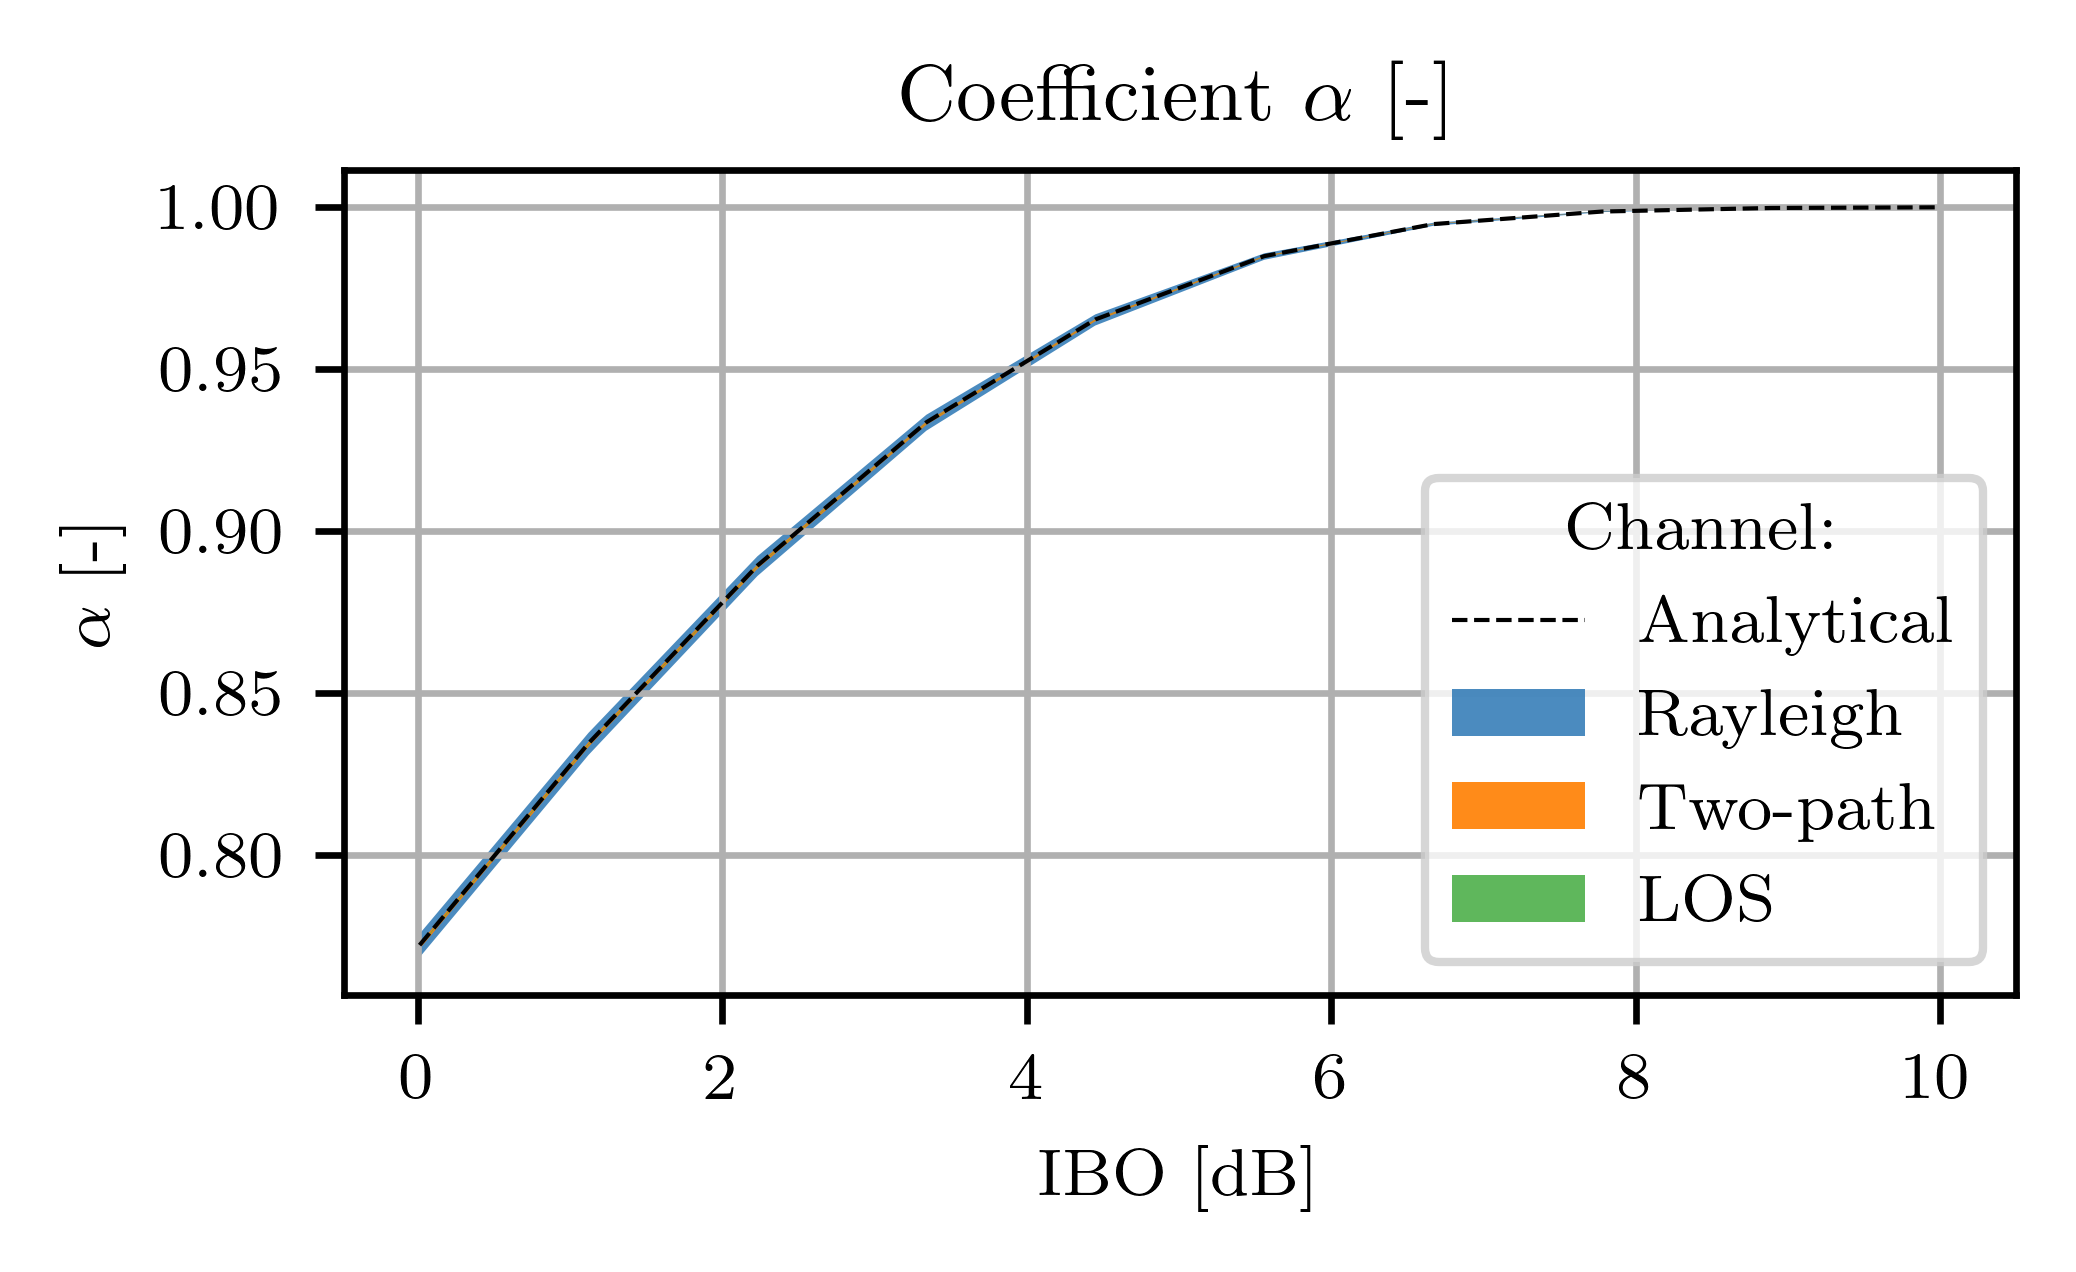 Coefficient α [-]
1.00
0.95
0.90
0.85
0.80
α [-]
Channel:
Analytical
Rayleigh
Two-path
LOS
0 2 4 6 8 10
IBO [dB]